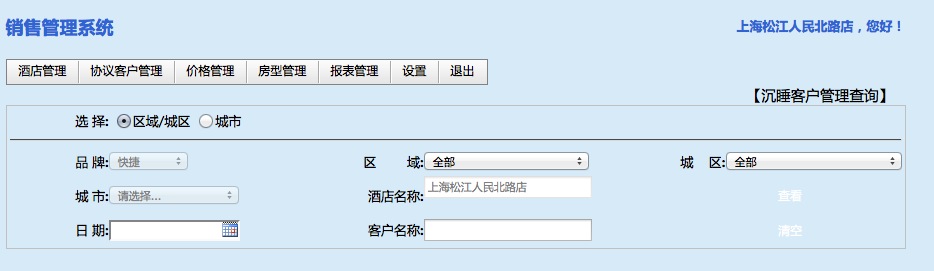 销售管理系统
上海松江人民北路店，您好！
酒店管理 协议客户管理 价格管理 房型管理 报表管理 设置 退出
【沉睡客户管理查询】
选 择: 区域/城区 城市
品 牌: 快捷 区 域: 全部 城 区: 全部
城 市: 请选择... 酒店名称: 上海松江人民北路店 查看
日 期: 客户名称: 清空